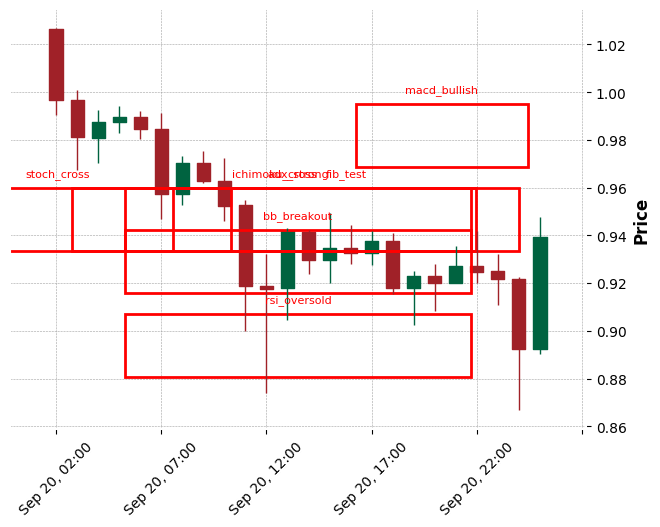 macd_bullish
stoch_cross
fib_test
bb_breakout
rsi_oversold
1.02
1.00
0.98
0.96
0.94
0.92
0.90
0.88
0.86
Price
Sep 20, 02:00
Sep 20, 07:00
Sep 20, 12:00
Sep 20, 17:00
Sep 20, 22:00